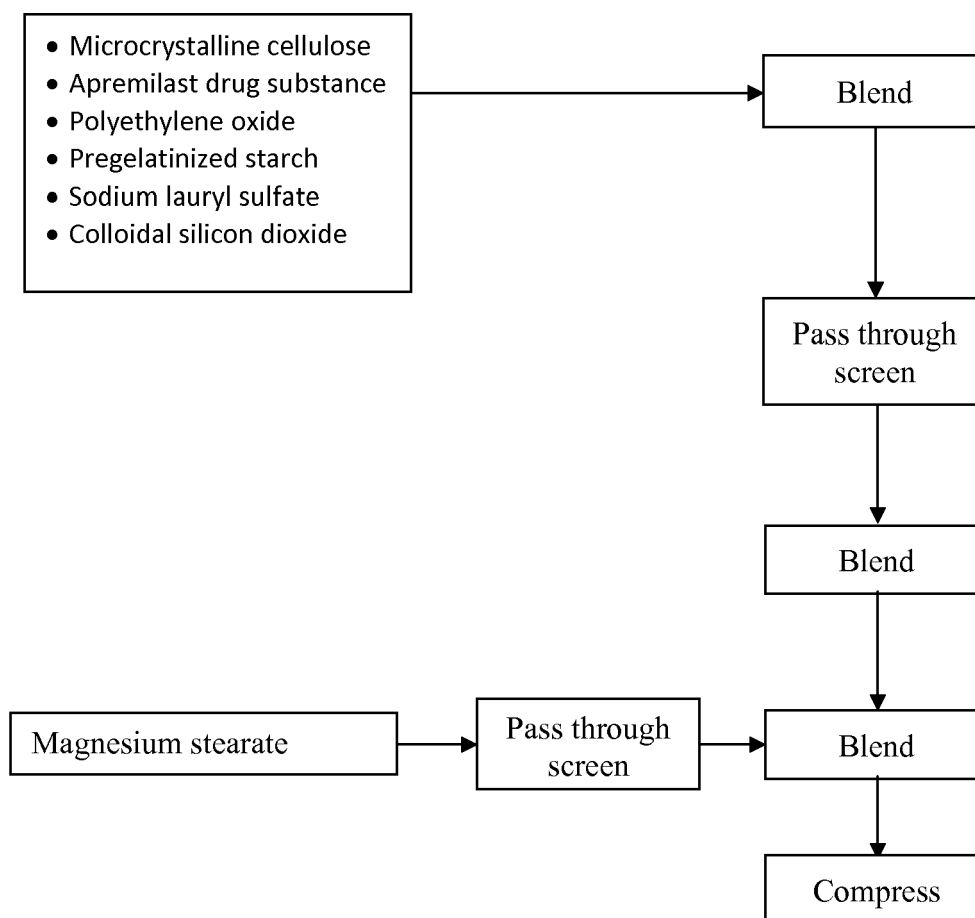 • Microcrystalline cellulose
• Apremilast drug substance
• Polyethylene oxide
• Pregelatinized starch
• Sodium lauryl sulfate
• Colloidal silicon dioxide
Blend
Pass through
screen
Blend
Magnesium stearate
Pass through
screen
Blend
Compress